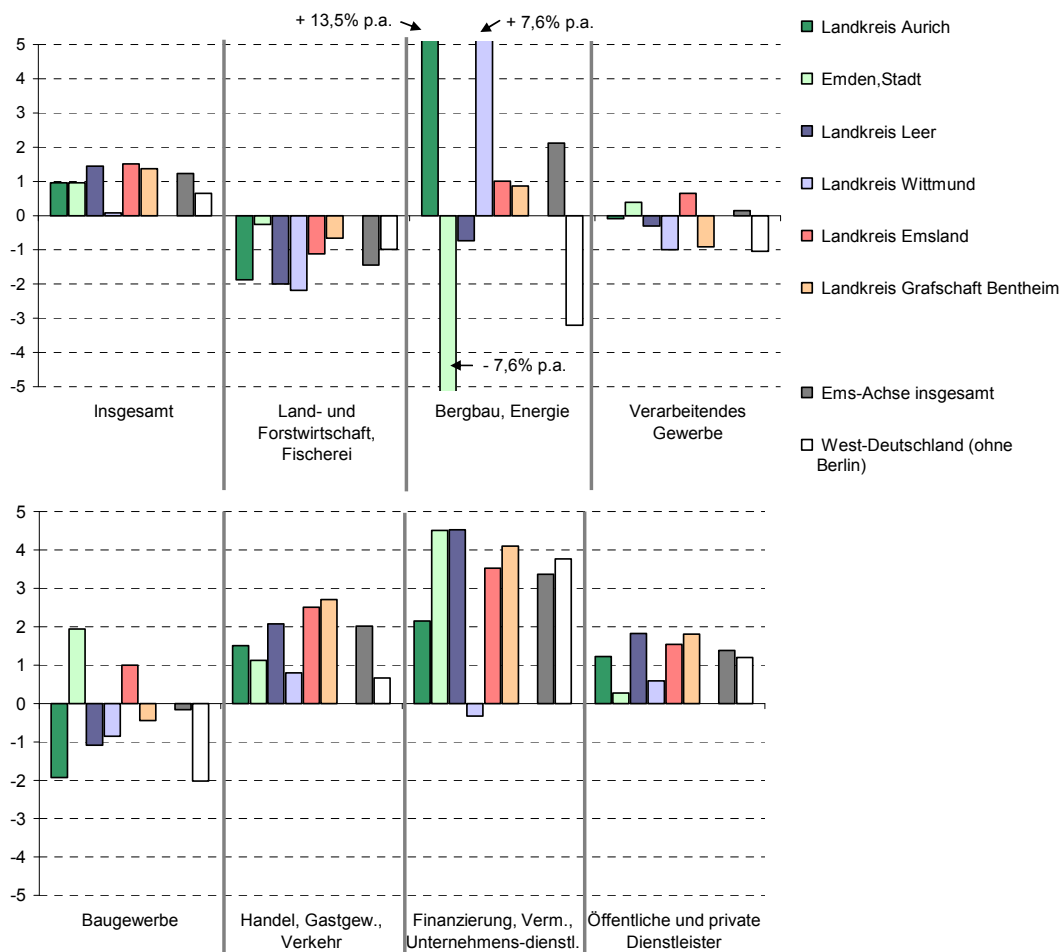 + 13,5% p.a.
+ 7,6% p.a.
5
4
3
2
1
0
-1
-2
-3
-4
-5
- 7,6% p.a.
Insgesamt
Land- und
Forstwirtschaft,
Fischerei
Bergbau, Energie
Verarbeitendes
Gewerbe
Landkreis Aurich
Emden,Stadt
Landkreis Leer
Landkreis Wittmund
Landkreis Emsland
Landkreis Grafschaft Bentheim
Ems-Achse insgesamt
West-Deutschland (ohne
Berlin)
5
4
3
2
1
0
-1
-2
-3
-4
-5
Baugewerbe
Handel, Gastgew.,
Verkehr
Finanzierung, Verm.,
Unternehmens-dienstl.
Öffentliche und private
Dienstleister